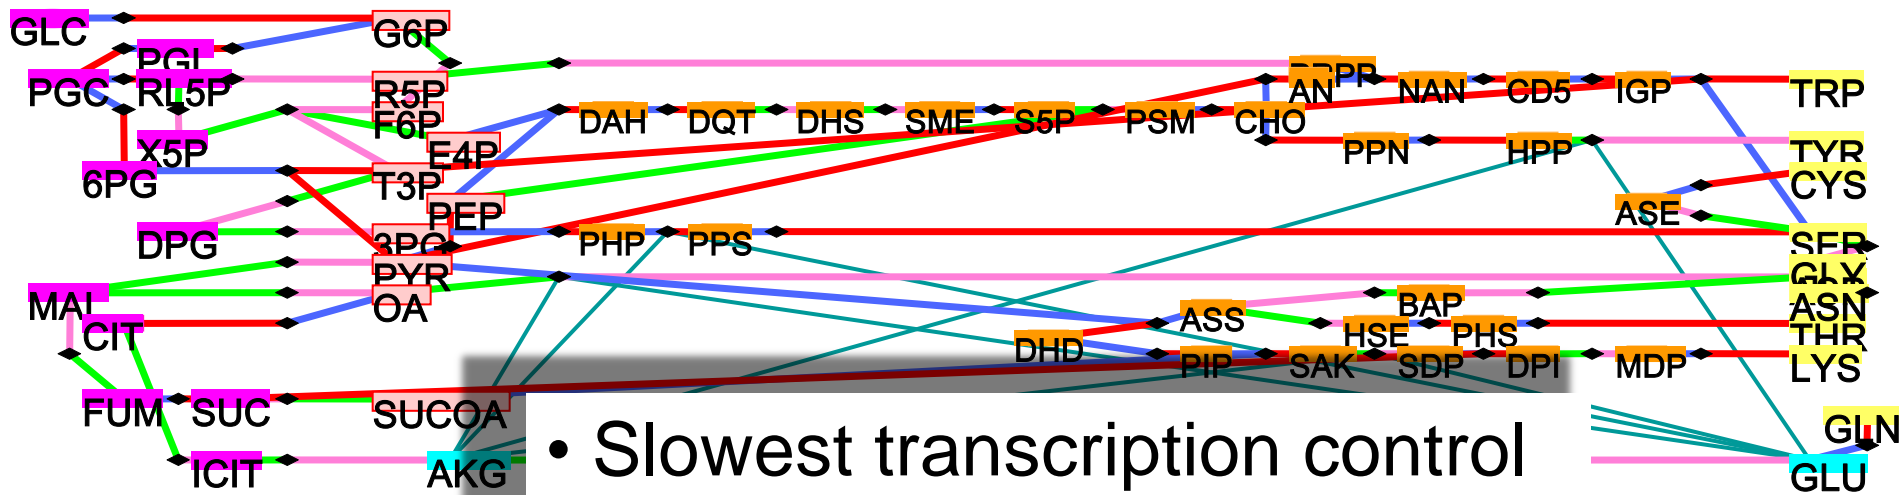 GLC
G6P
PGL
PGC
RL5P
R5P
F6P
X5P
E4P
6PG
T3P
PEP
DPG
3PG
PYR
MAL
OA
CIT
FUM
SUC
SUCOA
ICIT
AKG
PRPP
AN
NAN
CD5
IGP
TRP
DAH
DQT
DHS
SME
S5P
PSM
CHO
PPN
HPP
TYR
CYS
ASE
PHP
PPS
SER
GLY
ASN
ASS
BAP
HSE
PHS
THR
DHD
PIP
SAK
SDP
DPI
MDP
LYS
GLN
GLU
• Slowest transcription control